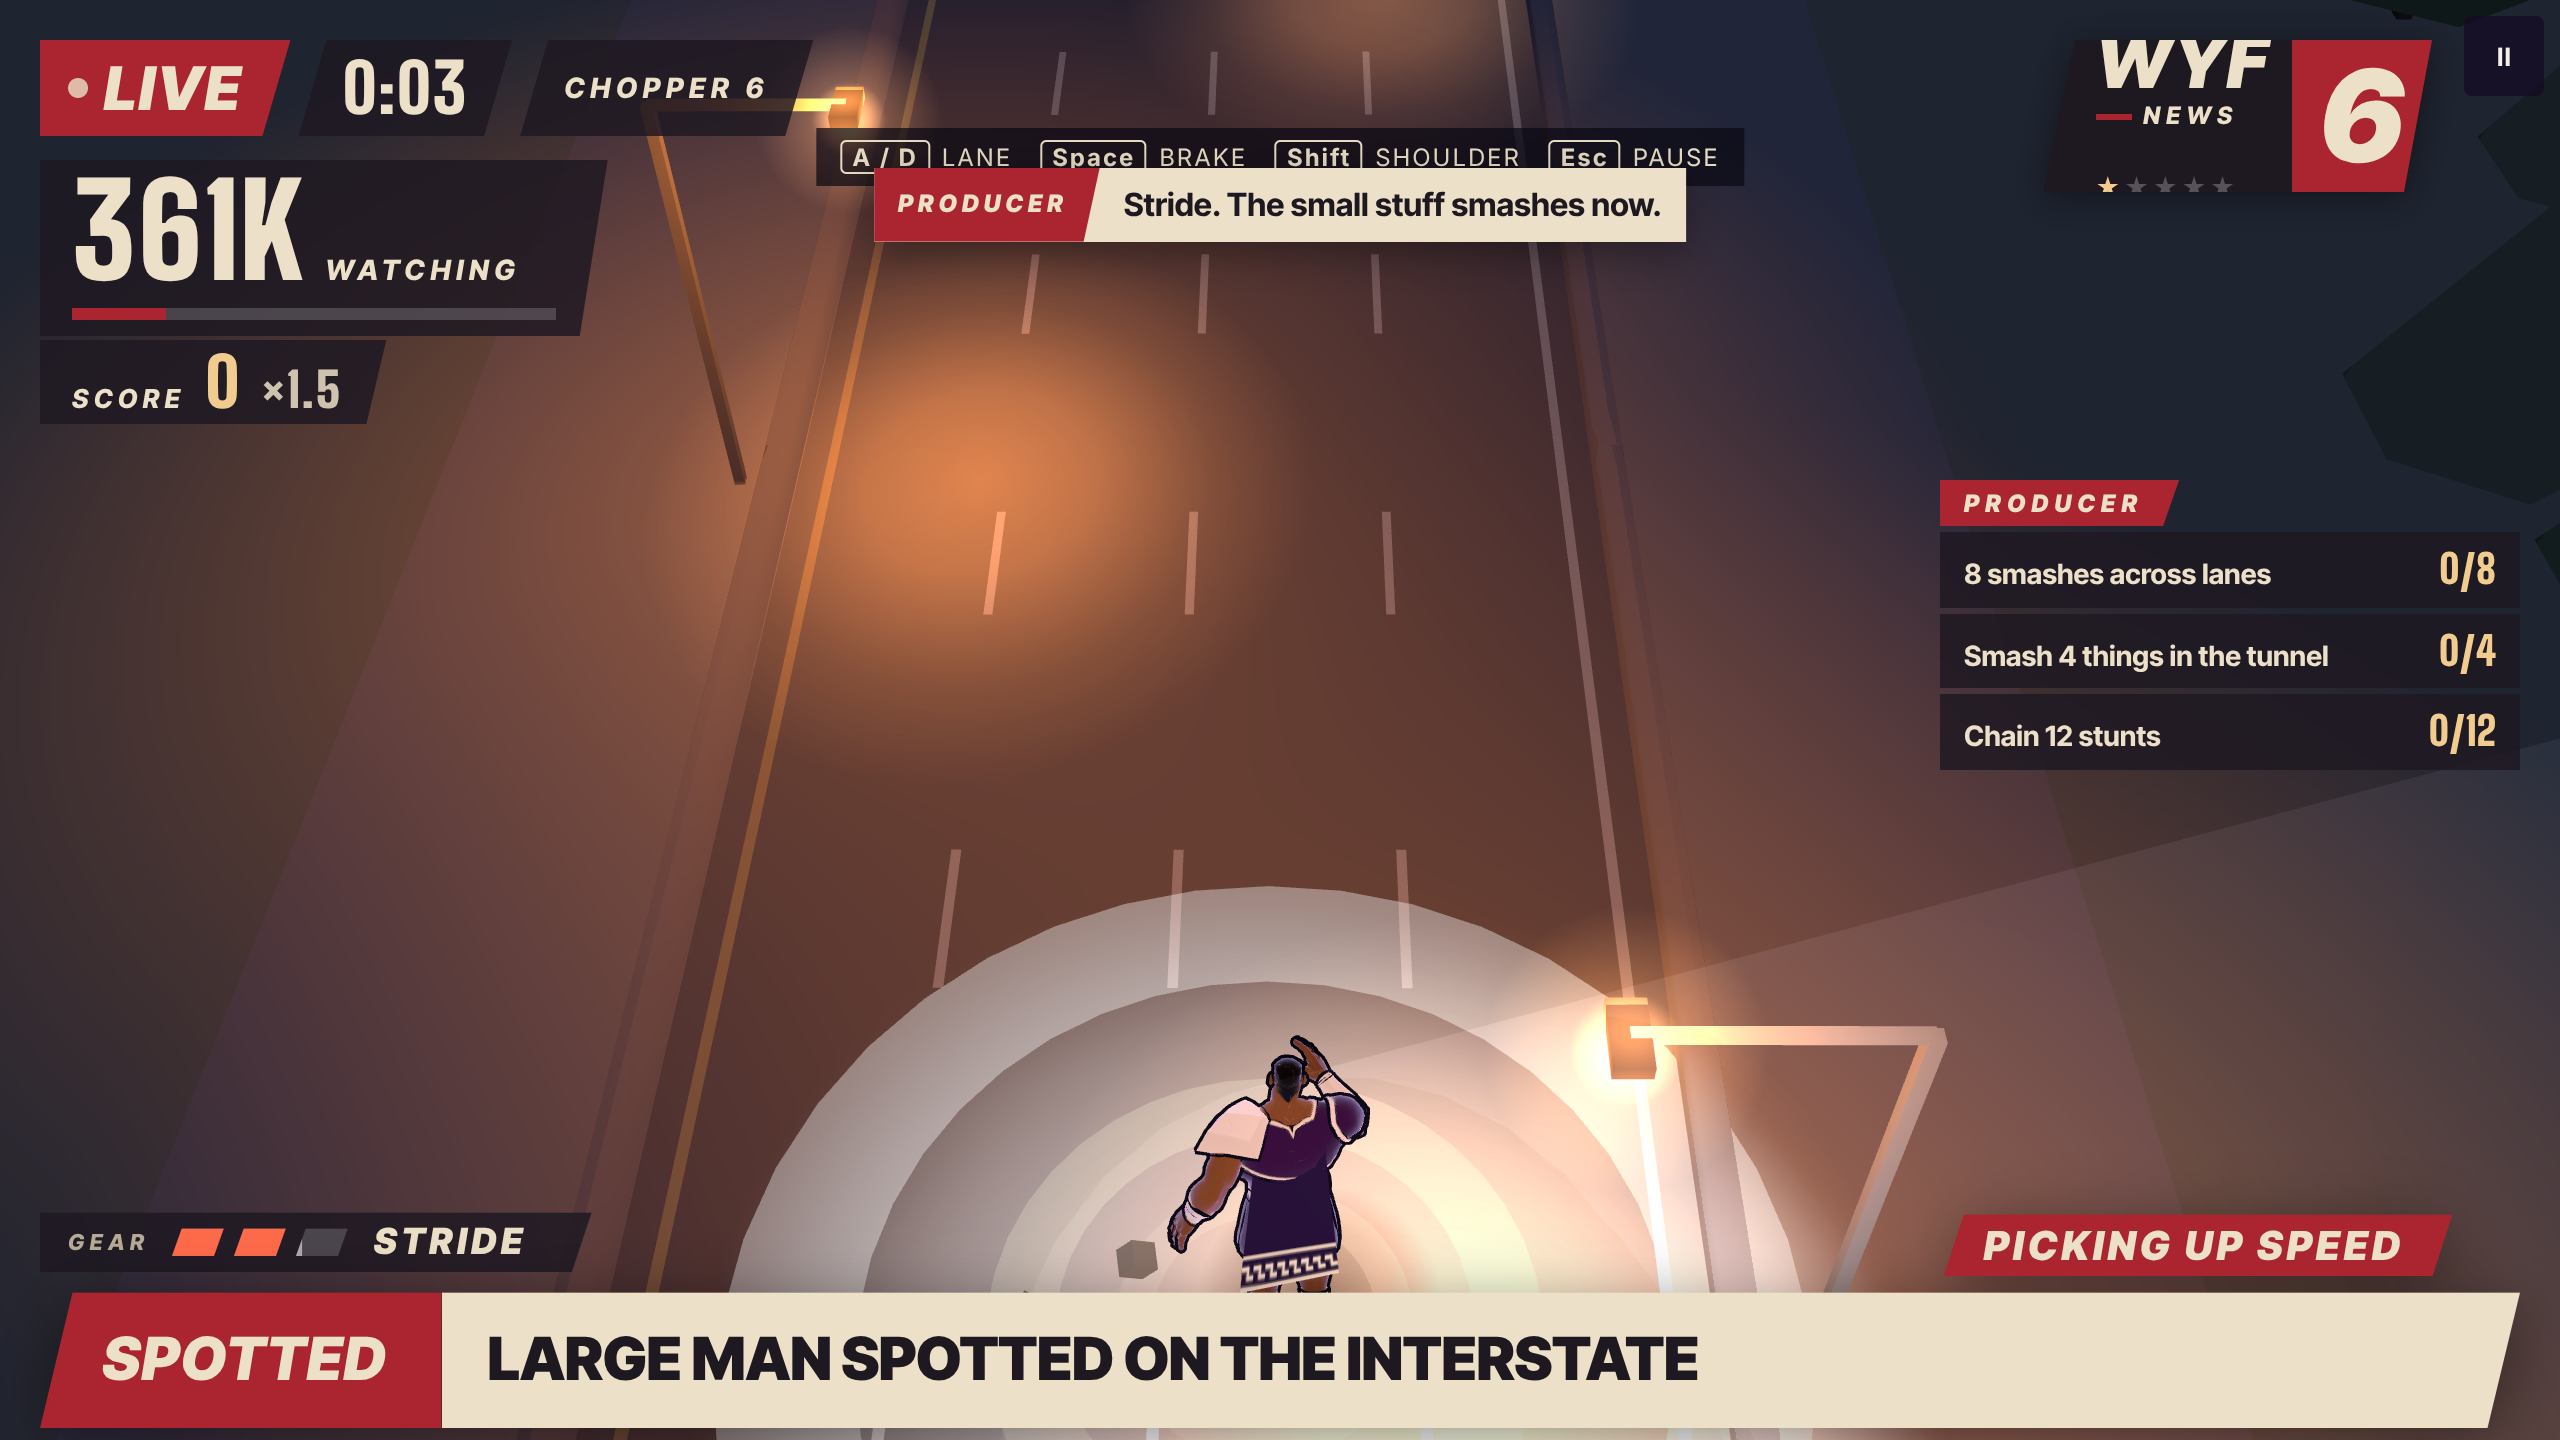 LIVE
0:03
CHOPPER 6
WYF
NEWS
6
A / D LANE Space BRAKE Shift SHOULDER Esc PAUSE
PRODUCER Stride. The small stuff smashes now.
361K WATCHING
SCORE 0 ×1.5
PRODUCER
8 smashes across lanes 0/8
Smash 4 things in the tunnel 0/4
Chain 12 stunts 0/12
GEAR STRIDE
PICKING UP SPEED
SPOTTED LARGE MAN SPOTTED ON THE INTERSTATE